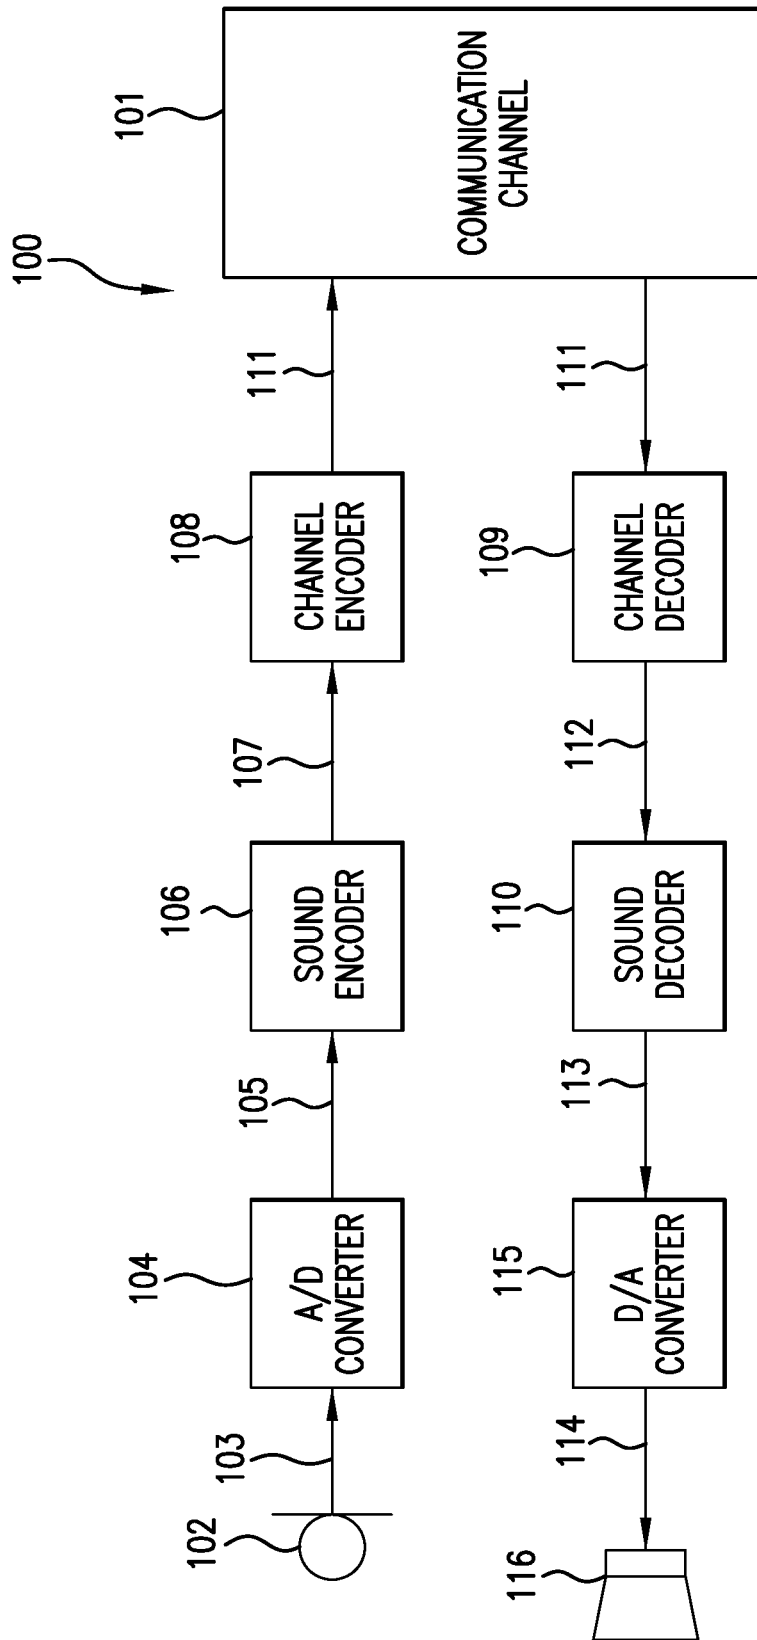 100
101
COMMUNICATION
CHANNEL
102
103
104
A/D
CONVERTER
105
106
SOUND
ENCODER
107
108
CHANNEL
ENCODER
111
111
109
CHANNEL
DECODER
112
110
SOUND
DECODER
113
115
D/A
CONVERTER
114
116